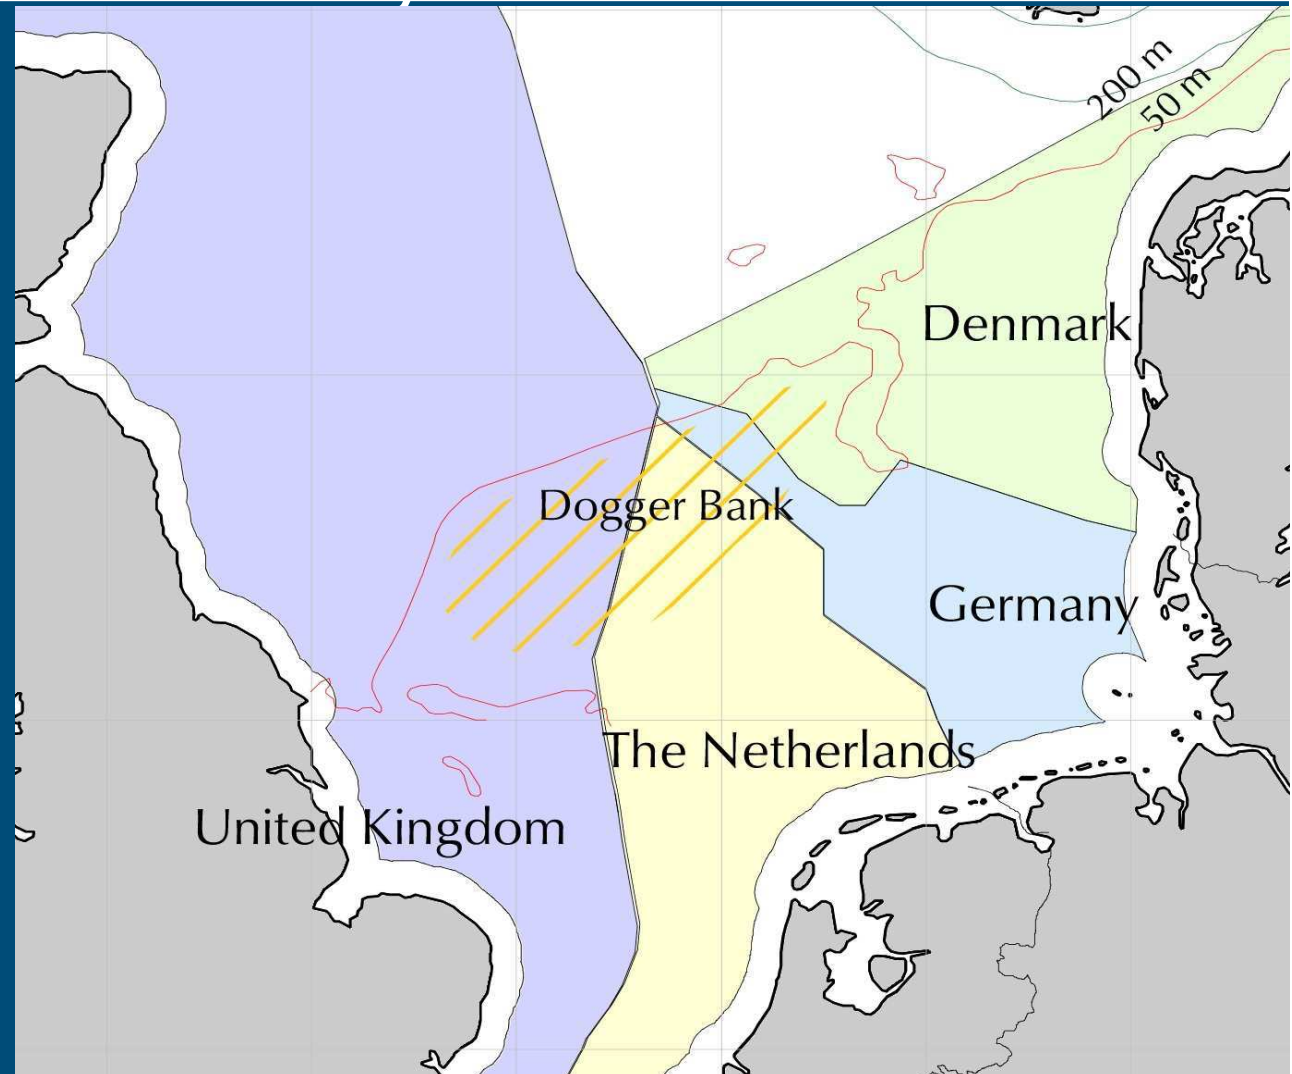 200 m
50 m
Denmark
Dogger Bank
Germany
The Netherlands
United Kingdom